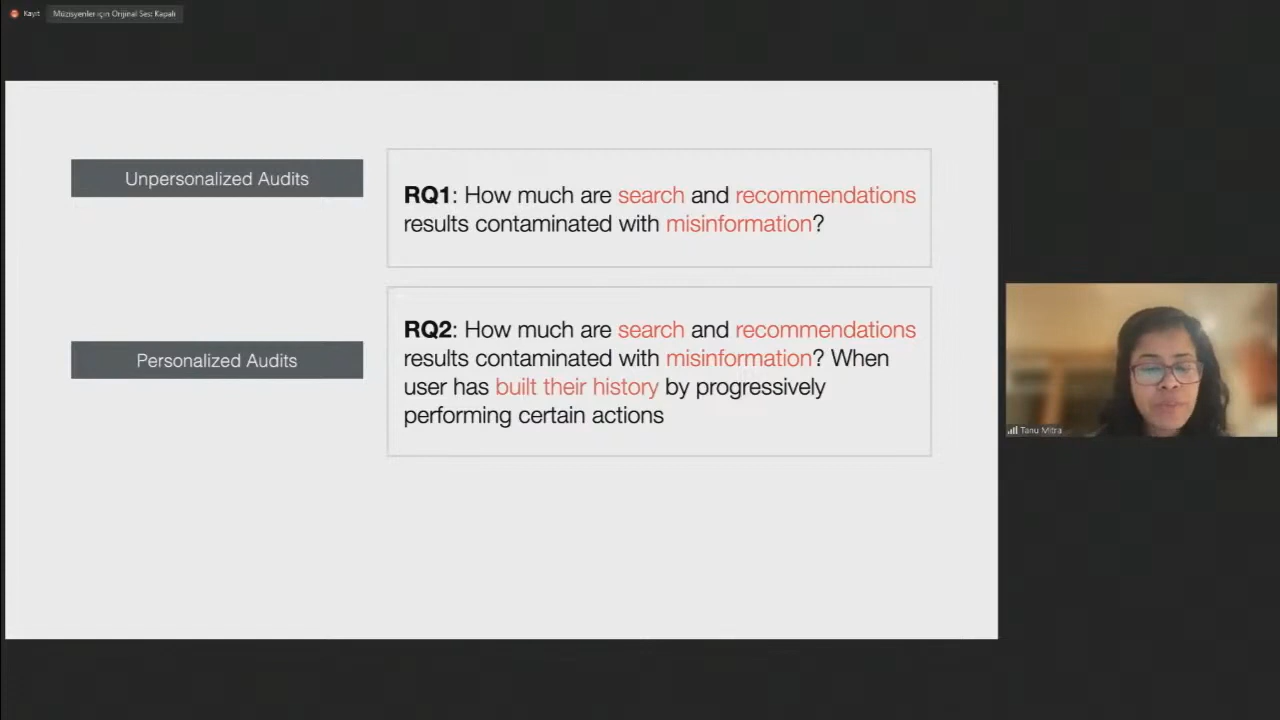 Kayıt
Müzisyenler için Orijinal Ses: Kapalı
Unpersonalized Audits
RQ1: How much are search and recommendations
results contaminated with misinformation?
Personalized Audits
RQ2: How much are search and recommendations
results contaminated with misinformation? When
user has built their history by progressively
performing certain actions
Tanu Mitra